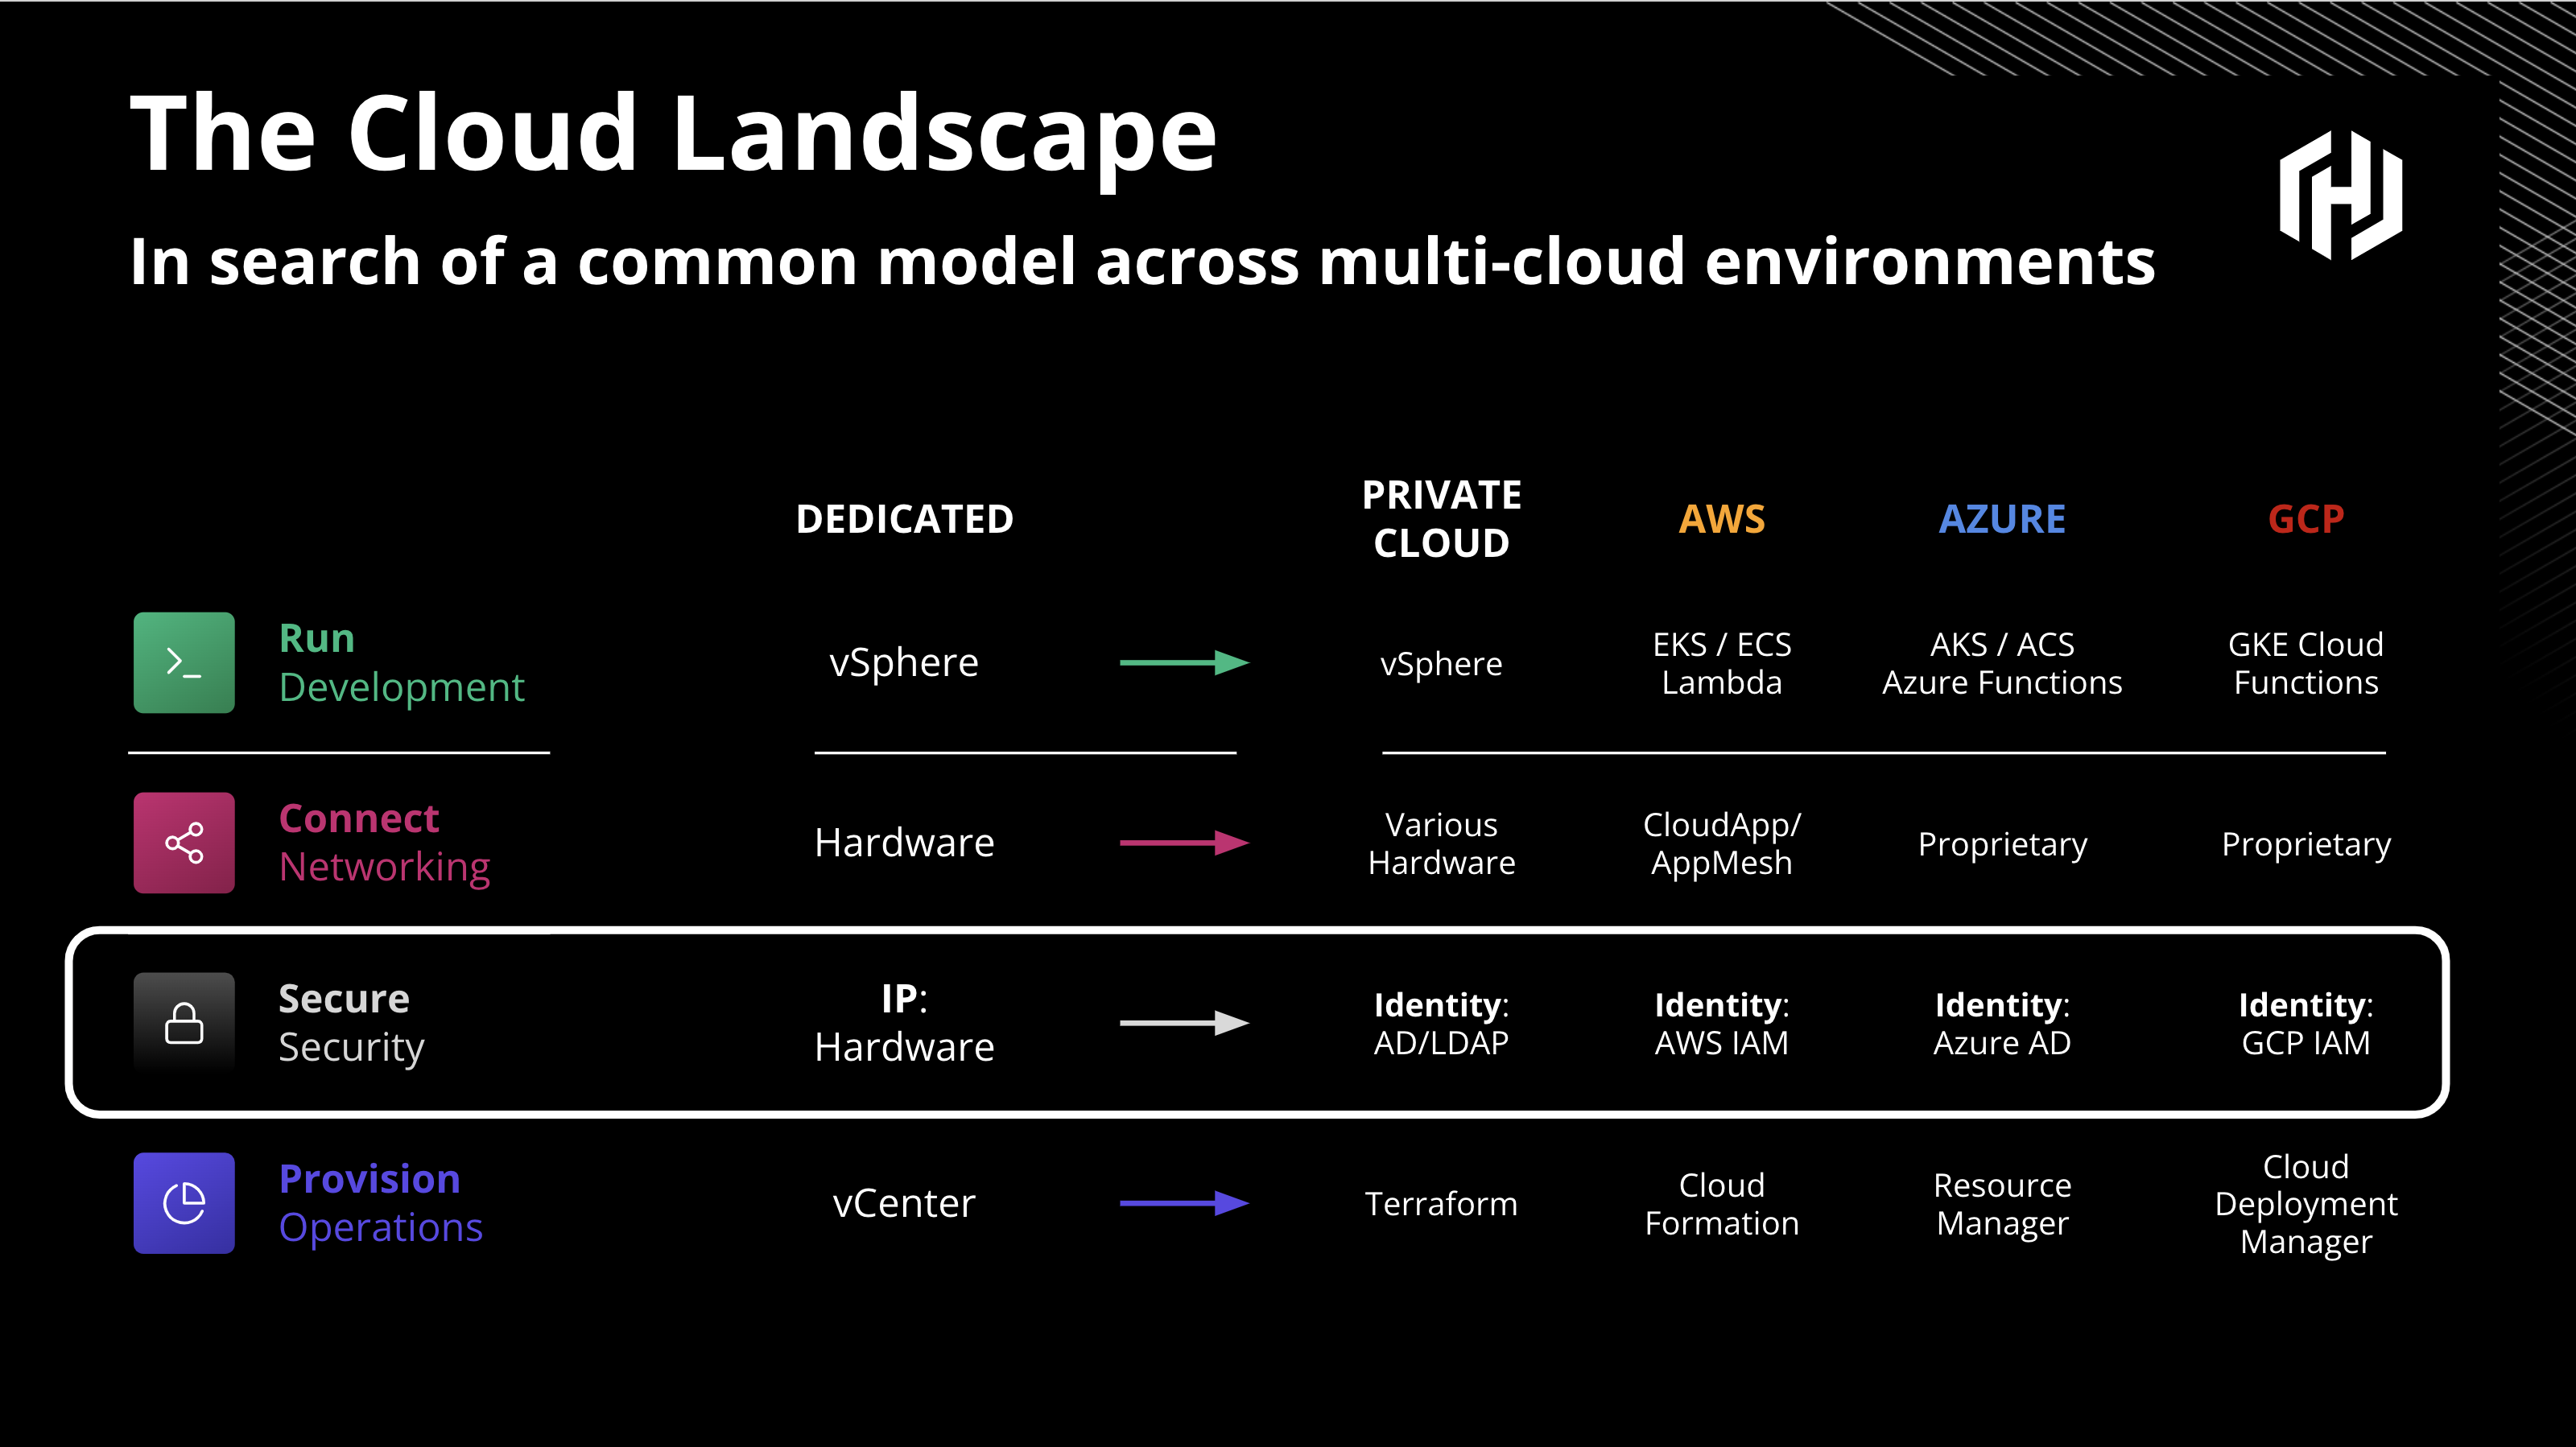 The Cloud Landscape
In search of a common model across multi-cloud environments
DEDICATED
PRIVATE
CLOUD
AWS
AZURE
GCP
Run
Development
vSphere
vSphere
EKS / ECS
Lambda
AKS / ACS
Azure Functions
GKE Cloud
Functions
Connect
Networking
Hardware
Various
Hardware
CloudApp/
AppMesh
Proprietary
Proprietary
Secure
Security
IP:
Hardware
Identity:
AD/LDAP
Identity:
AWS IAM
Identity:
Azure AD
Identity:
GCP IAM
Provision
Operations
vCenter
Terraform
Cloud
Formation
Resource
Manager
Cloud
Deployment
Manager